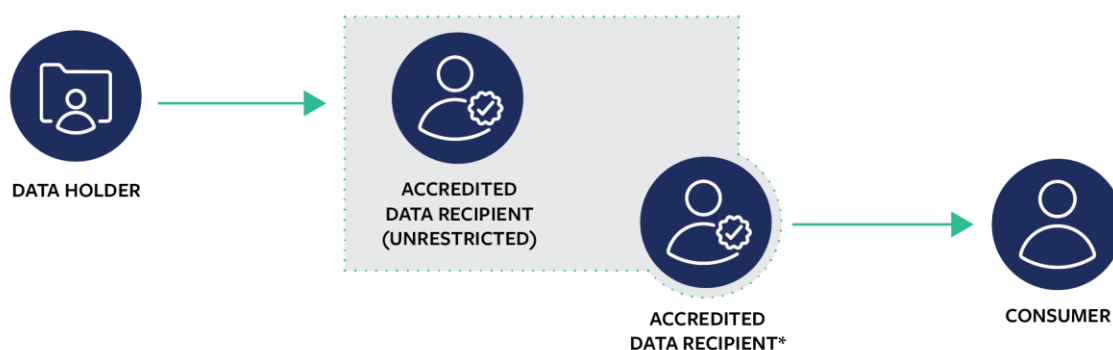 DATA HOLDER
ACCREDITED
DATA RECIPIENT
(UNRESTRICTED)
ACCREDITED
DATA RECIPIENT*
CONSUMER